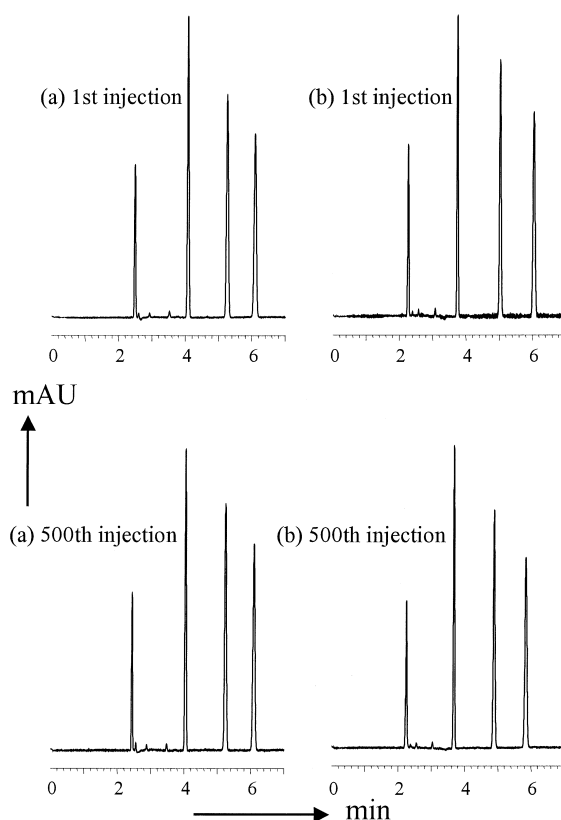 (a) 1st injection
(b) 1st injection
0 2 4 6
0 2 4 6
mAU
(a) 500th injection
(b) 500th injection
0 2 4 6
0 2 4 6
min